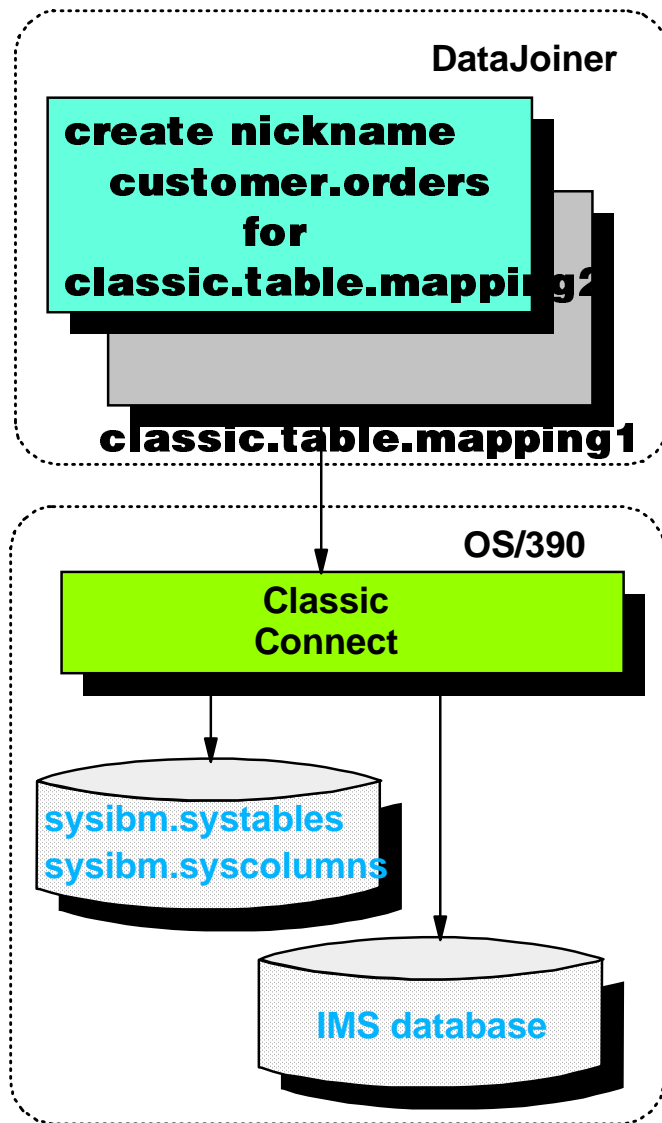 DataJoiner
create nickname
customer.orders
for
classic.table.mapping2
classic.table.mapping1
OS/390
Classic
Connect
sysibm.systables
sysibm.syscolumns
IMS database